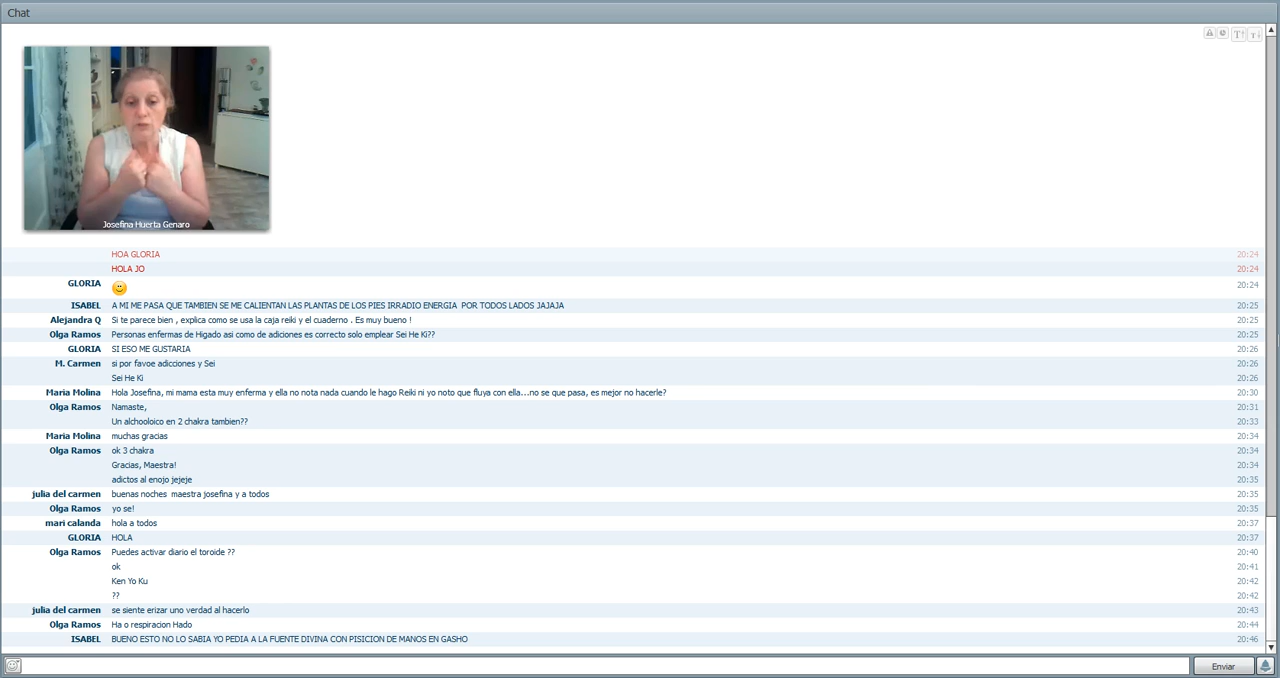 Chat
Josefina Huerta Genaro
HOA GLORIA 20:24
HOLA JO 20:24
GLORIA 20:24
ISABEL A MI ME PASA QUE TAMBIEN SE ME CALIENTAN LAS PLANTAS DE LOS PIES IRRADIO ENERGIA POR TODOS LADOS JAJAJA 20:25
Alejandra Q Si te parece bien , explica como se usa la caja reiki y el cuaderno . Es muy bueno ! 20:25
Olga Ramos Personas enfermas de Higado asi como de adiciones es correcto solo emplear Sei He Ki?? 20:25
GLORIA SI ESO ME GUSTARIA 20:26
M. Carmen si por favoe adicciones y Sei 20:26
Sei He Ki 20:26
Maria Molina Hola Josefina, mi mama esta muy enferma y ella no nota nada cuando le hago Reiki ni yo noto que fluya con ella...no se que pasa, es mejor no hacerle? 20:30
Olga Ramos Namaste, 20:31
Un alchooloico en 2 chakra tambien?? 20:33
Maria Molina muchas gracias 20:34
Olga Ramos ok 3 chakra 20:34
Gracias, Maestra! 20:34
adictos al enojo jejeje 20:35
julia del carmen buenas noches maestra josefina y a todos 20:35
Olga Ramos yo se! 20:35
mari calanda hola a todos 20:37
GLORIA HOLA 20:37
Olga Ramos Puedes activar diario el toroide ?? 20:40
ok 20:41
Ken Yo Ku 20:42
?? 20:42
julia del carmen se siente erizar uno verdad al hacerlo 20:43
Olga Ramos Ha o respiracion Hado 20:44
ISABEL BUENO ESTO NO LO SABIA YO PEDIA A LA FUENTE DIVINA CON PISICION DE MANOS EN GASHO 20:46
Enviar